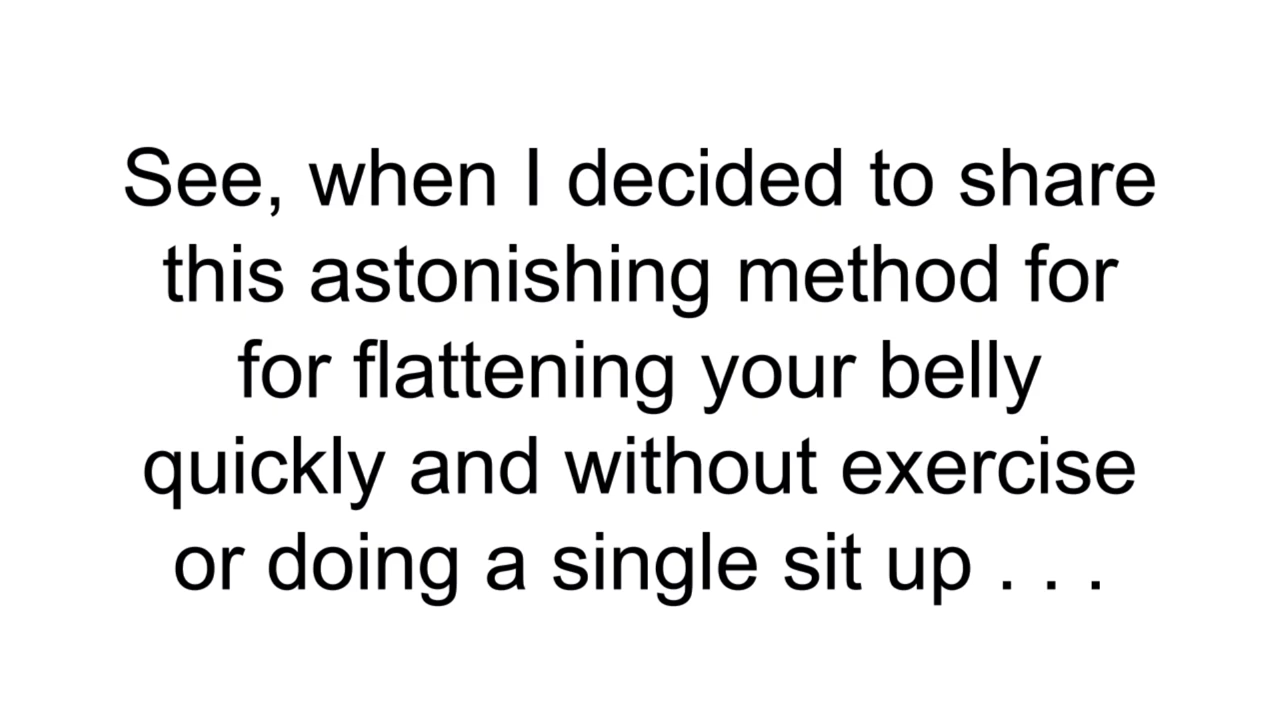 See, when I decided to share
this astonishing method for
for flattening your belly
quickly and without exercise
or doing a single sit up . . .